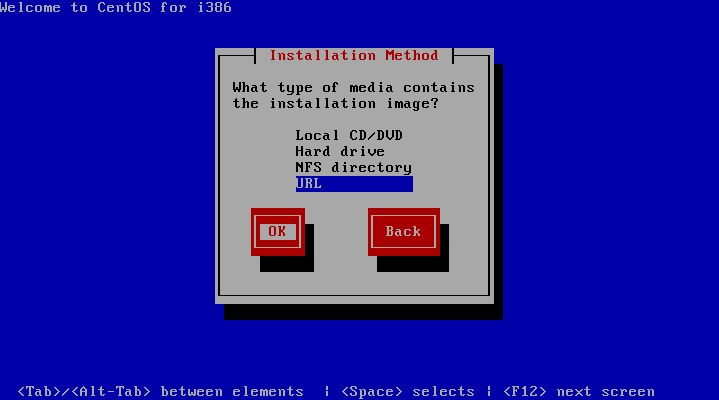 Welcome to CentOS for i386
Installation Method
What type of media contains
the installation image?
Local CD/DVD
Hard drive
NFS directory
URL
OK Back
<Tab>/<Alt-Tab> between elements | <Space> selects | <F12> next screen